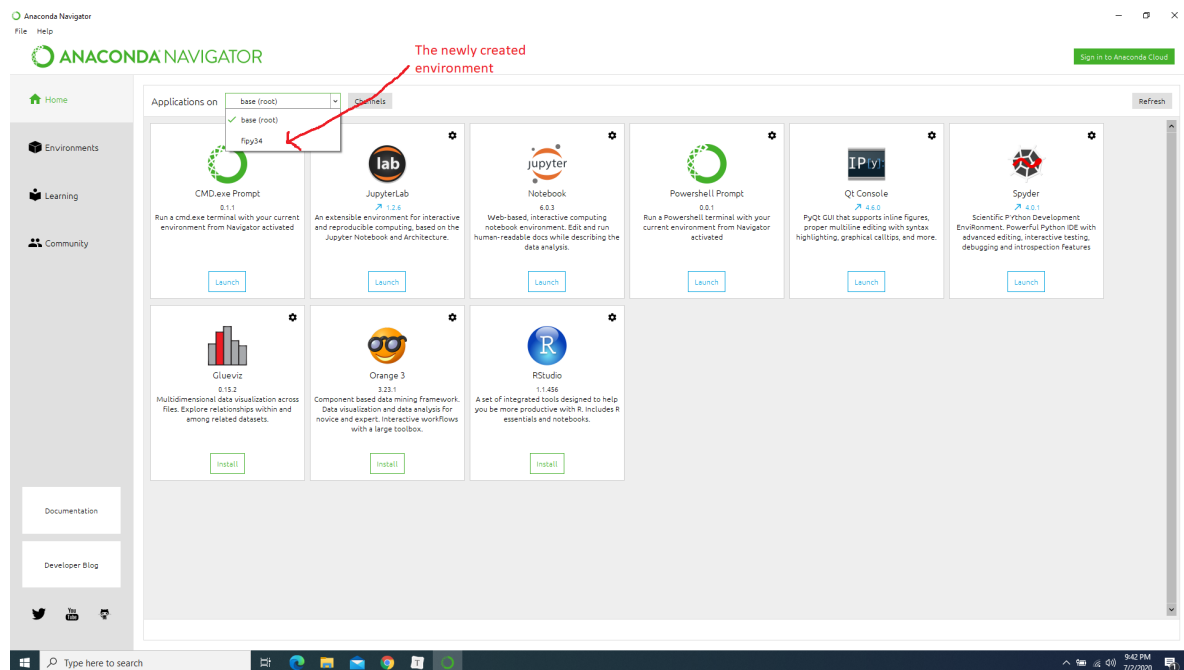 Anaconda Navigator
File Help
ANACONDA NAVIGATOR
The newly created
environment
Sign in to Anaconda Cloud
Home
Environments
Learning
Community
Applications on
base (root)
Channels
Refresh
base (root)
fipy34
CMD.exe Prompt
0.1.1
Run a cmd.exe terminal with your current
environment from Navigator activated
Launch
lab
JupyterLab
1.2.6
An extensible environment for interactive
and reproducible computing, based on the
Jupyter Notebook and Architecture.
Launch
jupyter
Notebook
6.0.3
Web-based, interactive computing
notebook environment. Edit and run
human-readable docs while describing the
data analysis.
Launch
Powershell Prompt
0.0.1
Run a Powershell terminal with your
current environment from Navigator
activated
Launch
IP[y]:
Qt Console
4.6.0
PyQt GUI that supports inline figures,
proper multiline editing with syntax
highlighting, graphical calltips, and more.
Launch
Spyder
4.0.1
Scientific PYthon Development
EnviRonment. Powerful Python IDE with
advanced editing, interactive testing,
debugging and introspection features
Launch
Glueviz
0.15.2
Multidimensional data visualization across
files. Explore relationships within and
among related datasets.
Install
Orange 3
3.23.1
Component based data mining framework.
Data visualization and data analysis for
novice and expert. Interactive workflows
with a large toolbox.
Install
R
RStudio
1.1.456
A set of integrated tools designed to help
you be more productive with R. Includes R
essentials and notebooks.
Install
Documentation
Developer Blog
You
Tube
Type here to search
T
9:42 PM
7/2/2020